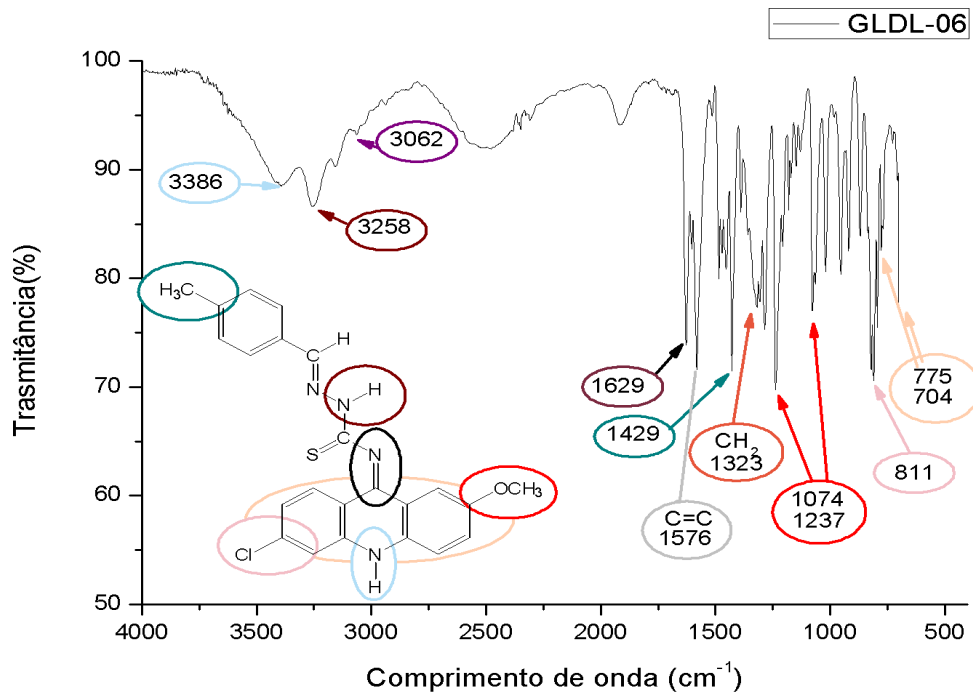 GLDL-06
100
90
80
70
60
50
Trasmitância(%)
3386
3258
3062
H₃C
H
N
N
H
S
C
N
OCH₃
Cl
N
H
1629
1429
C=C
1576
CH₂
1323
1074
1237
811
775
704
4000
3500
3000
2500
2000
1500
1000
500
Comprimento de onda (cm⁻¹)